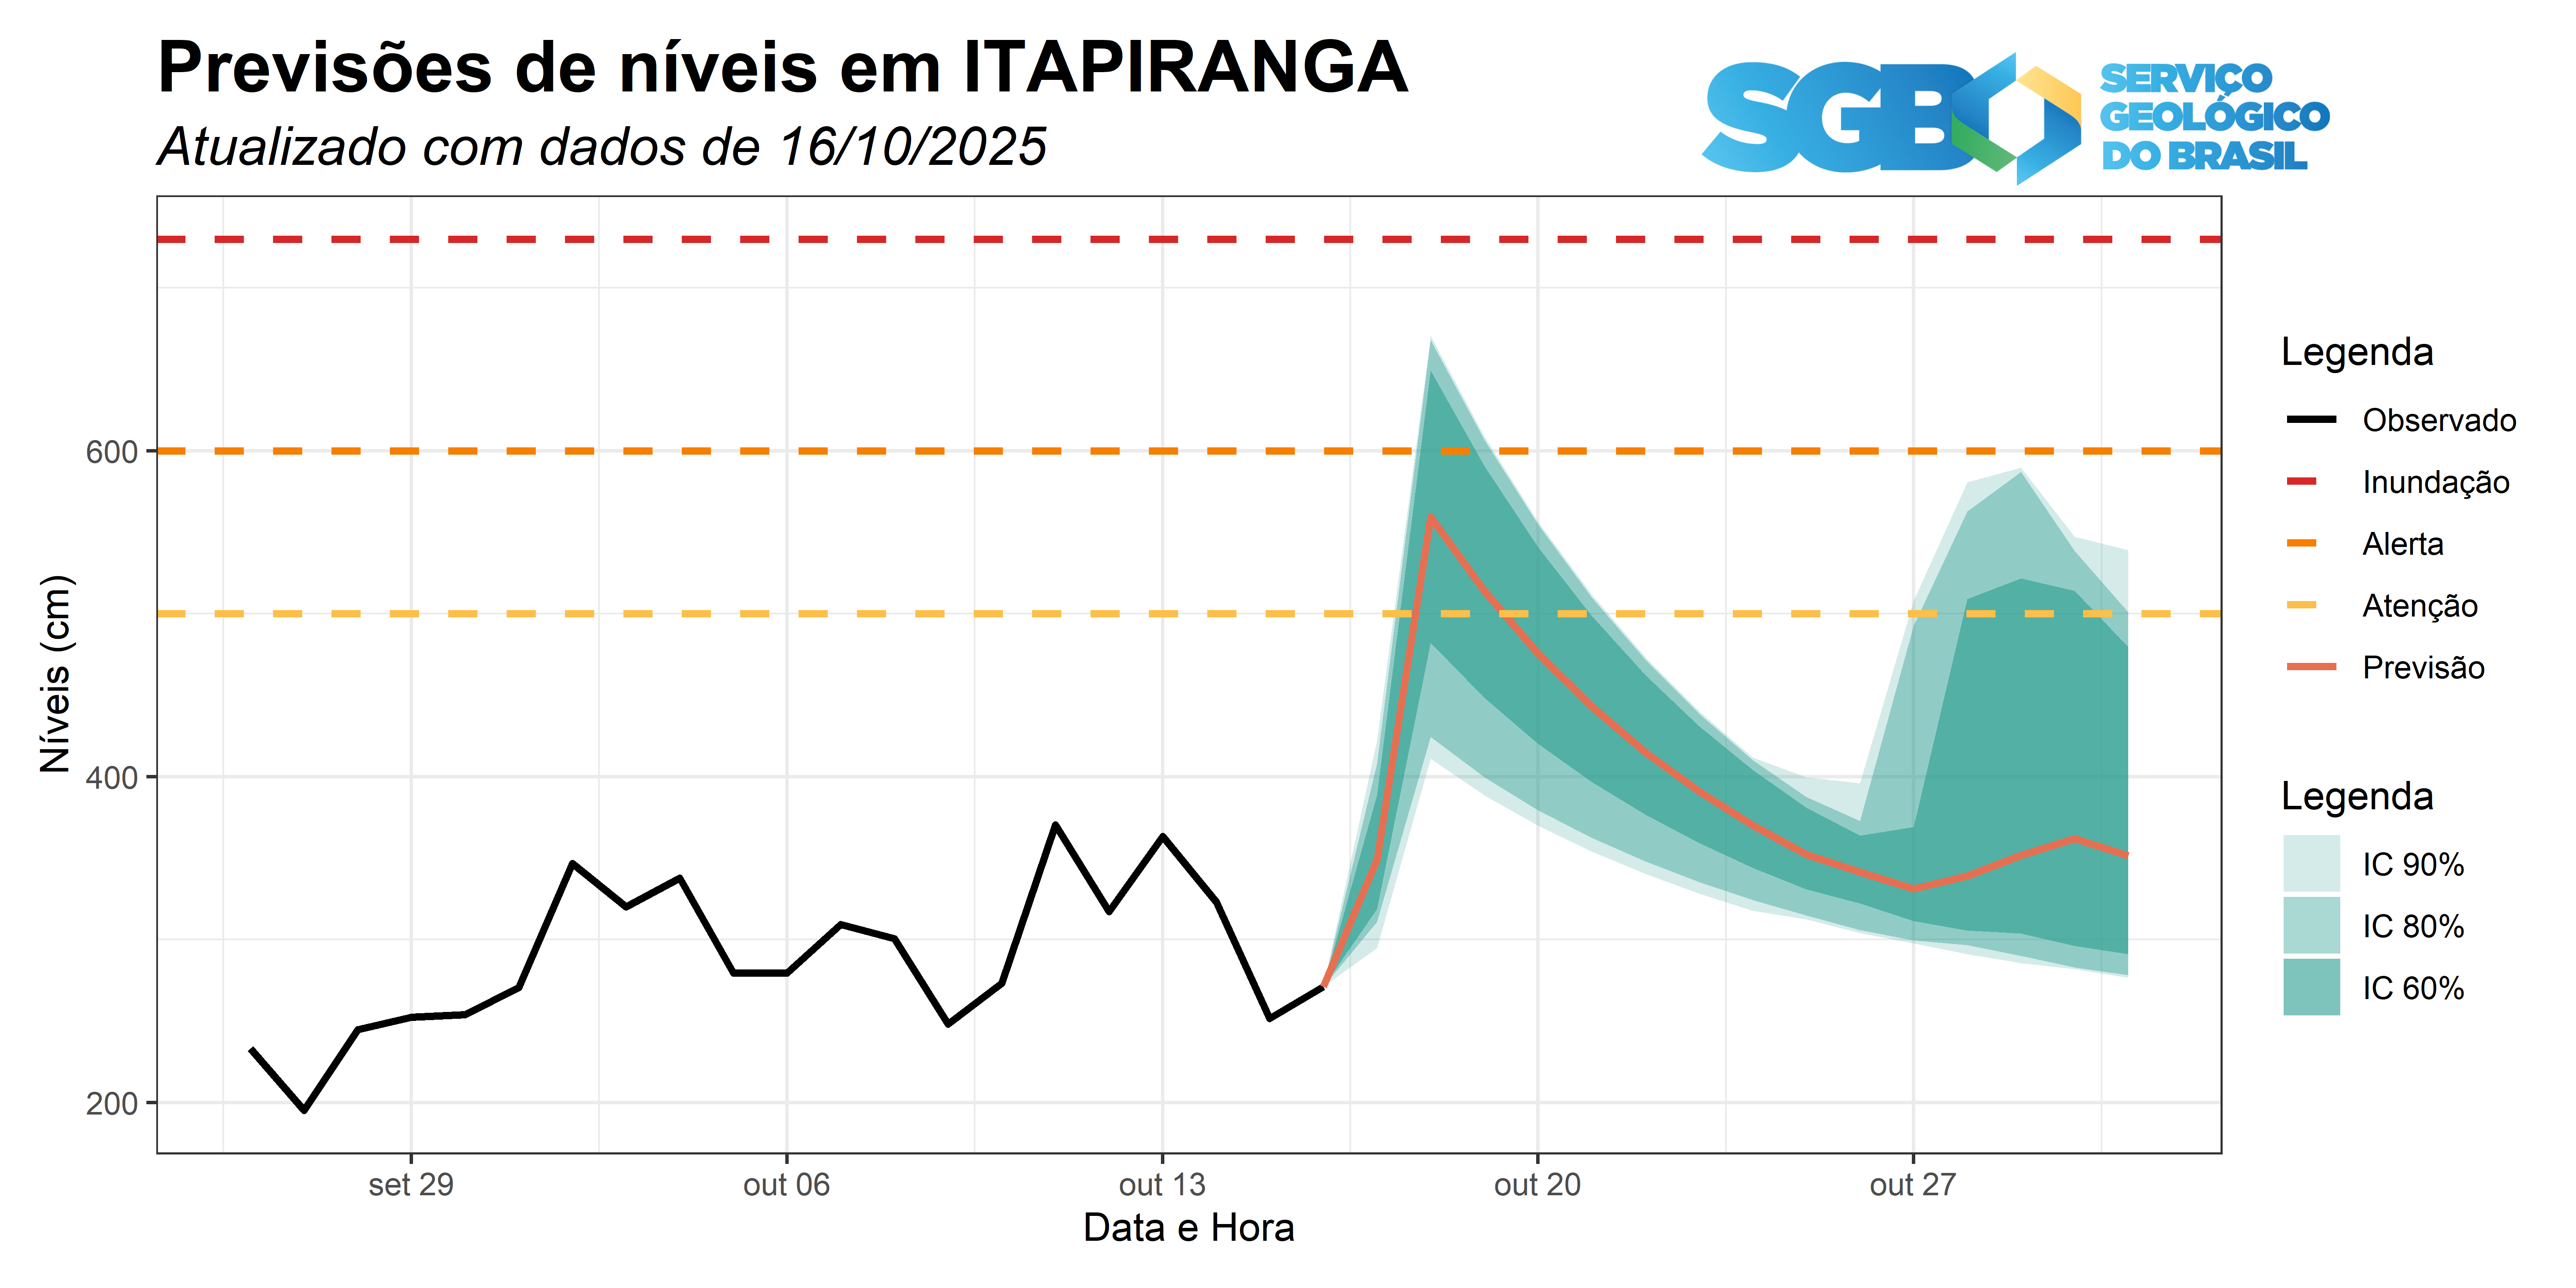 Previsões de níveis em ITAPIRANGA
Atualizado com dados de 16/10/2025
SGB
SERVIÇO
GEOLÓGICO
DO BRASIL
Níveis (cm)
600
400
200
set 29
out 06
out 13
out 20
out 27
Data e Hora
Legenda
Observado
Inundação
Alerta
Atenção
Previsão
Legenda
IC 90%
IC 80%
IC 60%